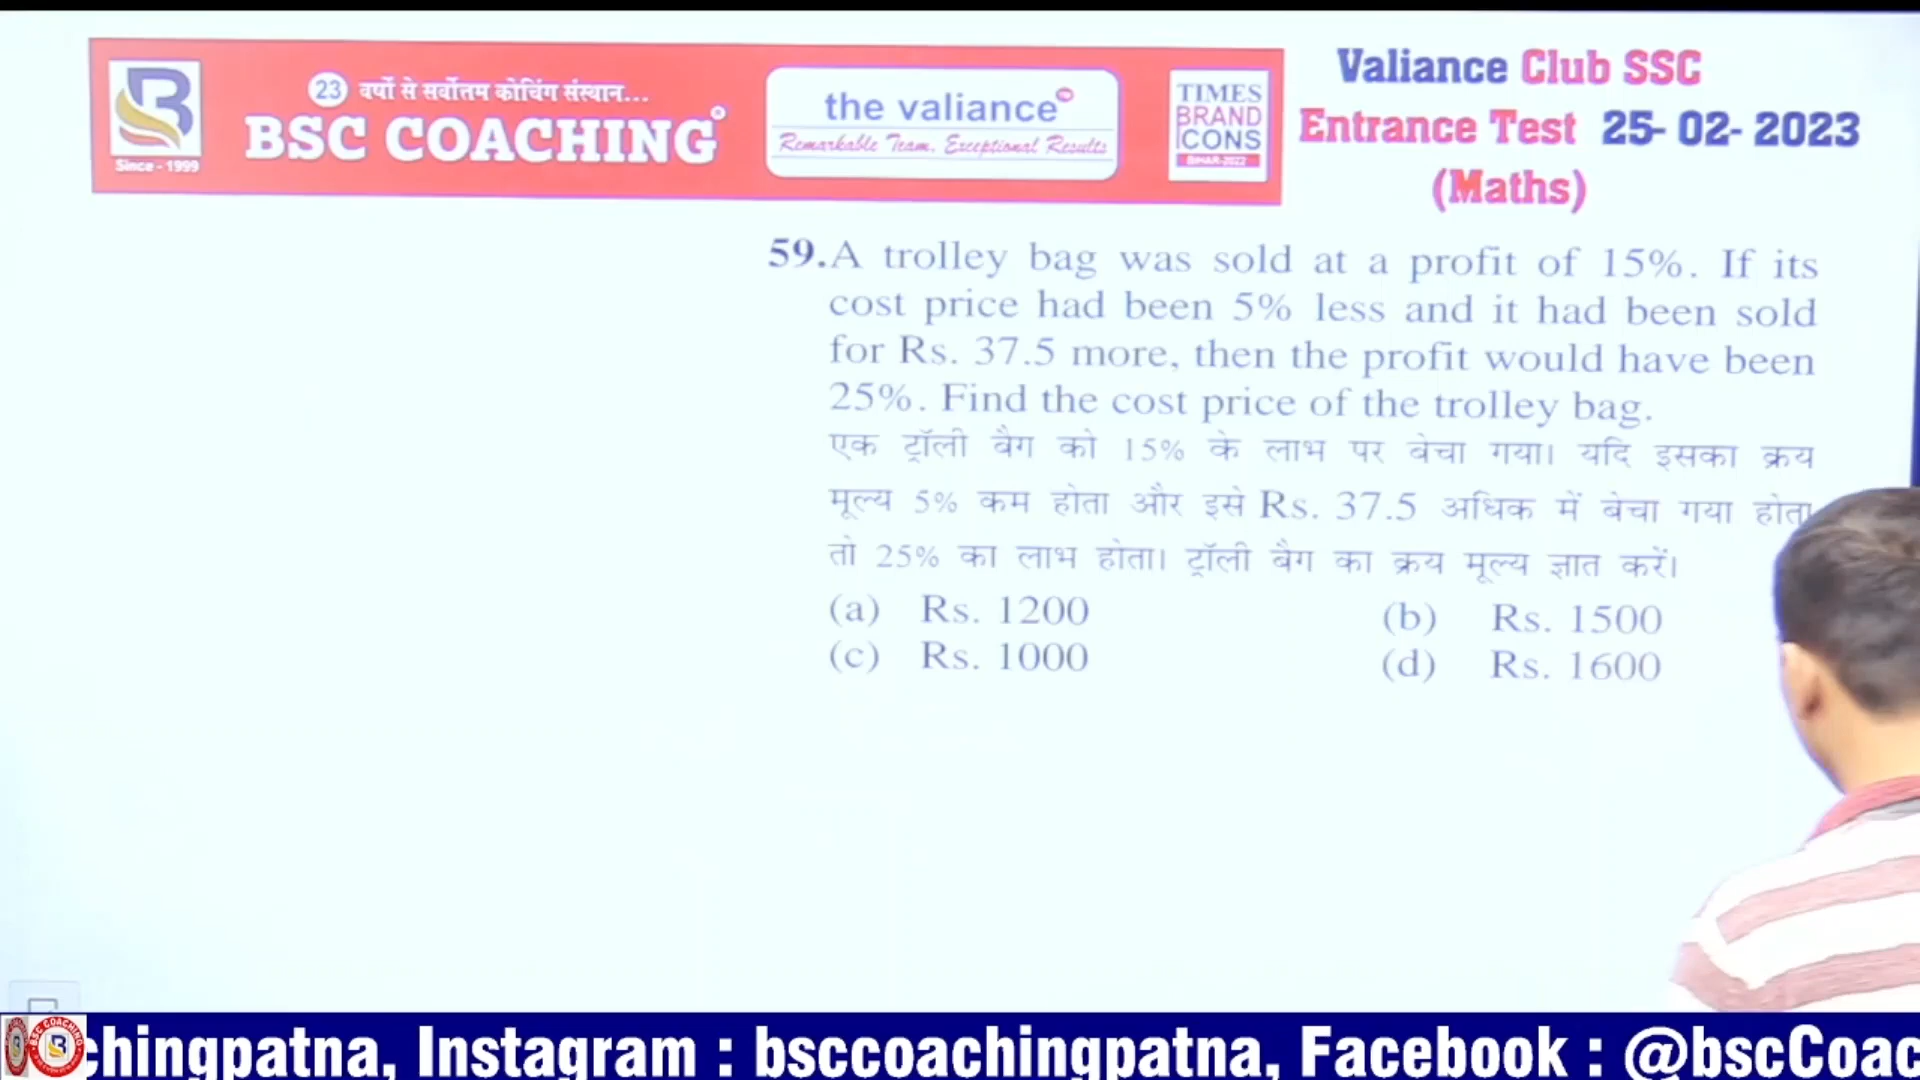 23 वर्षो से सर्वोत्तम कोचिंग संस्थान...
BSC COACHING
Since - 1999
the valiance
Remarkable Team, Exceptional Results
TIMES
BRAND
ICONS
BIHAR-2022
Valiance Club SSC
Entrance Test 25- 02- 2023
(Maths)
59.A trolley bag was sold at a profit of 15%. If its
cost price had been 5% less and it had been sold
for Rs. 37.5 more, then the profit would have been
25%. Find the cost price of the trolley bag.
एक ट्रॉली बैग को 15% के लाभ पर बेचा गया। यदि इसका क्रय
मूल्य 5% कम होता और इसे Rs. 37.5 अधिक में बेचा गया होता
तो 25% का लाभ होता। ट्रॉली बैग का क्रय मूल्य ज्ञात करें।
(a) Rs. 1200 (b) Rs. 1500
(c) Rs. 1000 (d) Rs. 1600
chingpatna, Instagram : bsccoachingpatna, Facebook : @bscCoac